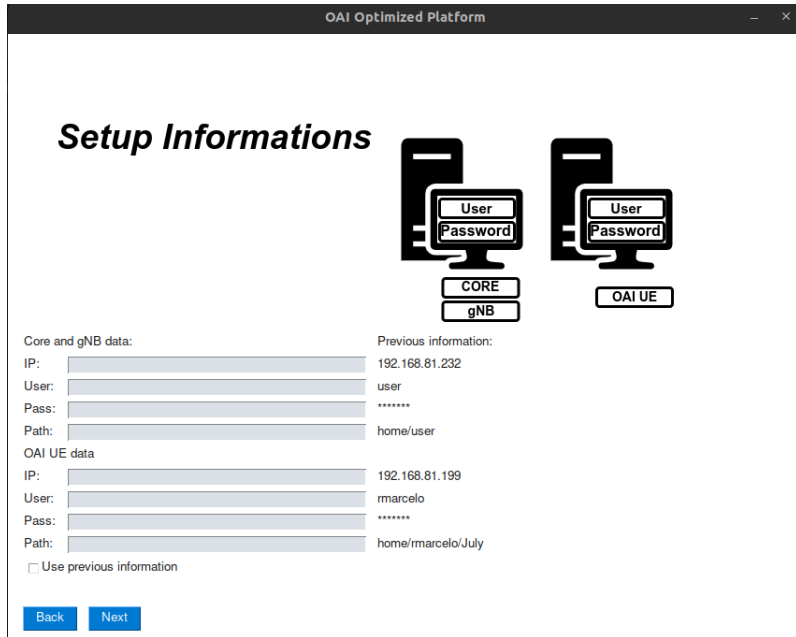 OAI Optimized Platform
Setup Informations
User
Password
CORE
gNB
User
Password
OAI UE
Core and gNB data: Previous information:
IP: 192.168.81.232
User: user
Pass: *******
Path: home/user
OAI UE data
IP: 192.168.81.199
User: rmarcelo
Pass: *******
Path: home/rmarcelo/July
Use previous information
Back Next